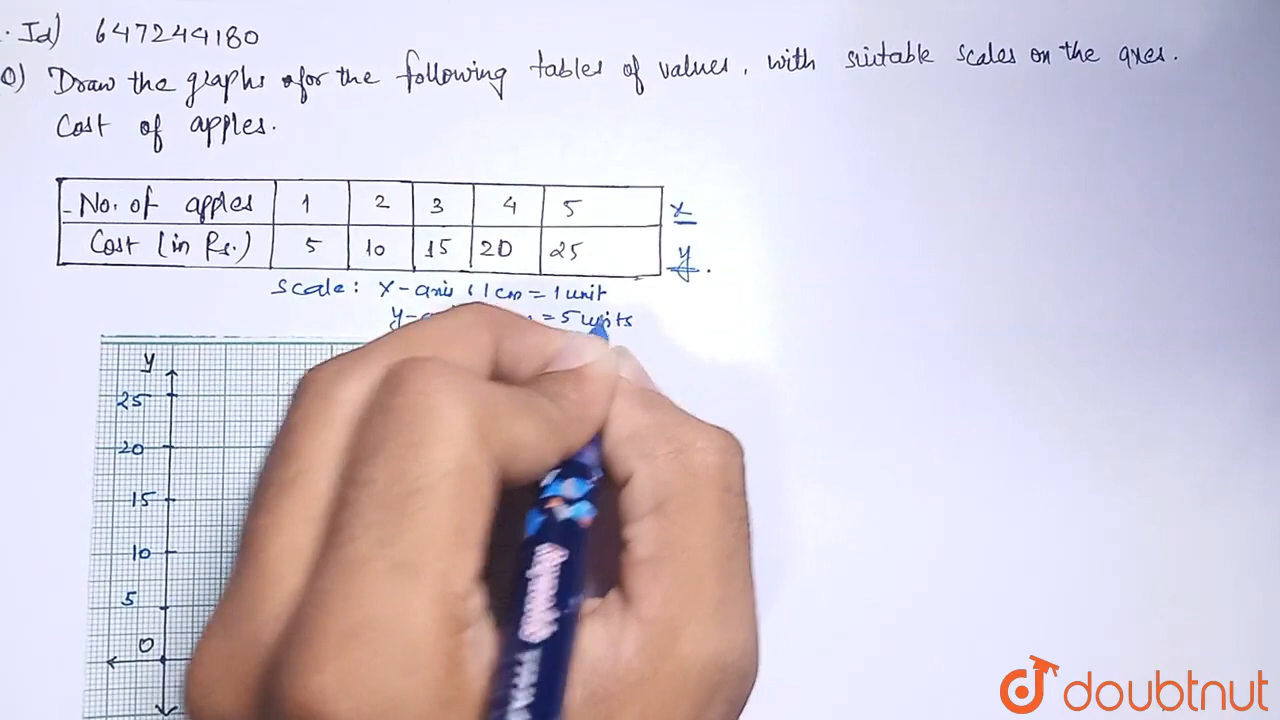 . Id) 647244180
Q) Draw the graphs for the following tables of values, with suitable scales on the axes.
Cost of apples.
No. of apples 1 2 3 4 5 x
Cost (in Rs.) 5 10 15 20 25 y.
Scale: x-axis 1 cm = 1 unit
= 5 units
y
25
20
15
10
5
0
doubtnut